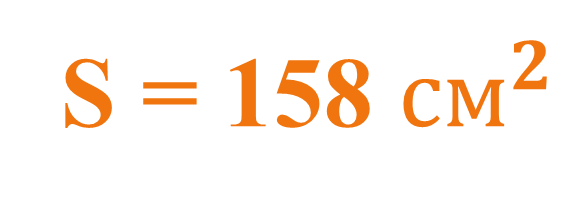 S = 158 см²